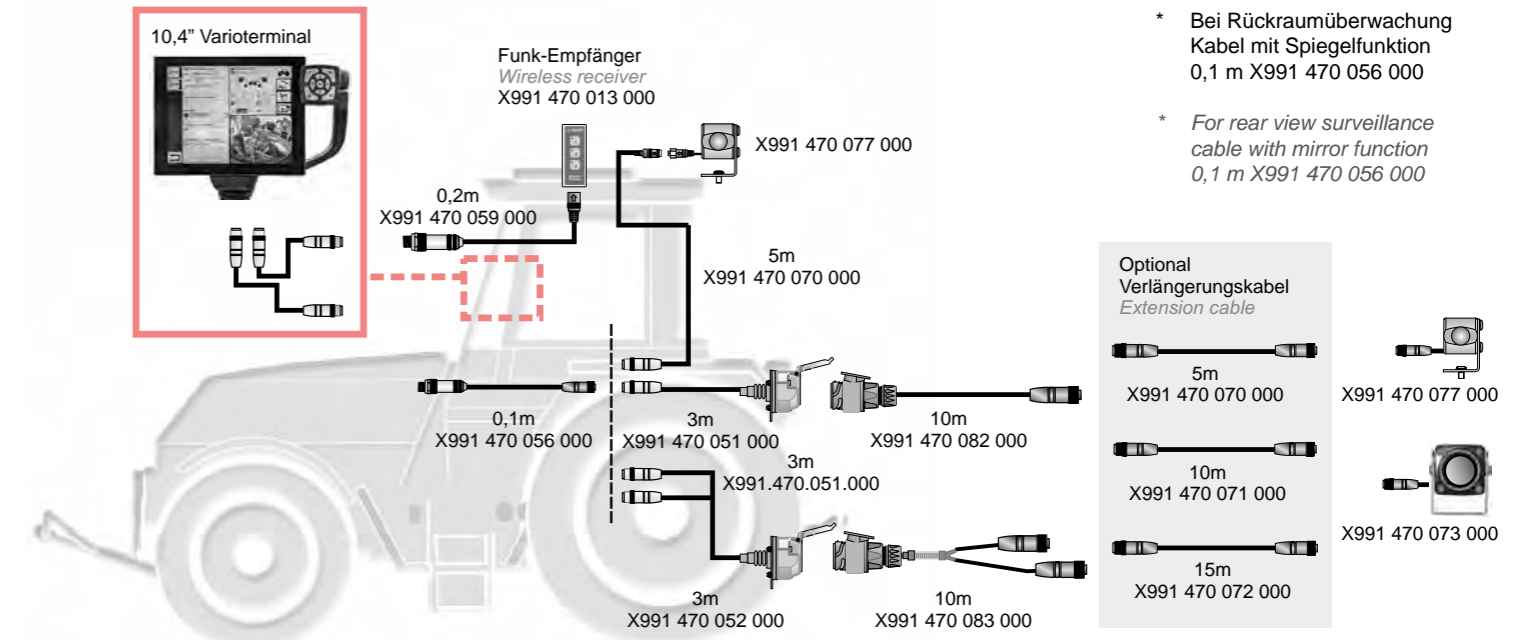 10,4” Varioterminal
Funk-Empfänger
Wireless receiver
X991 470 013 000
X991 470 077 000
0,2m
X991 470 059 000
5m
X991 470 070 000
* Bei Rückraumüberwachung
Kabel mit Spiegelfunktion
0,1 m X991 470 056 000
* For rear view surveillance
cable with mirror function
0,1 m X991 470 056 000
0,1m
X991 470 056 000
3m
X991 470 051 000
3m
X991.470.051.000
10m
X991 470 082 000
3m
X991 470 052 000
10m
X991 470 083 000
Optional
Verlängerungskabel
Extension cable
5m
X991 470 070 000
10m
X991 470 071 000
15m
X991 470 072 000
X991 470 077 000
X991 470 073 000